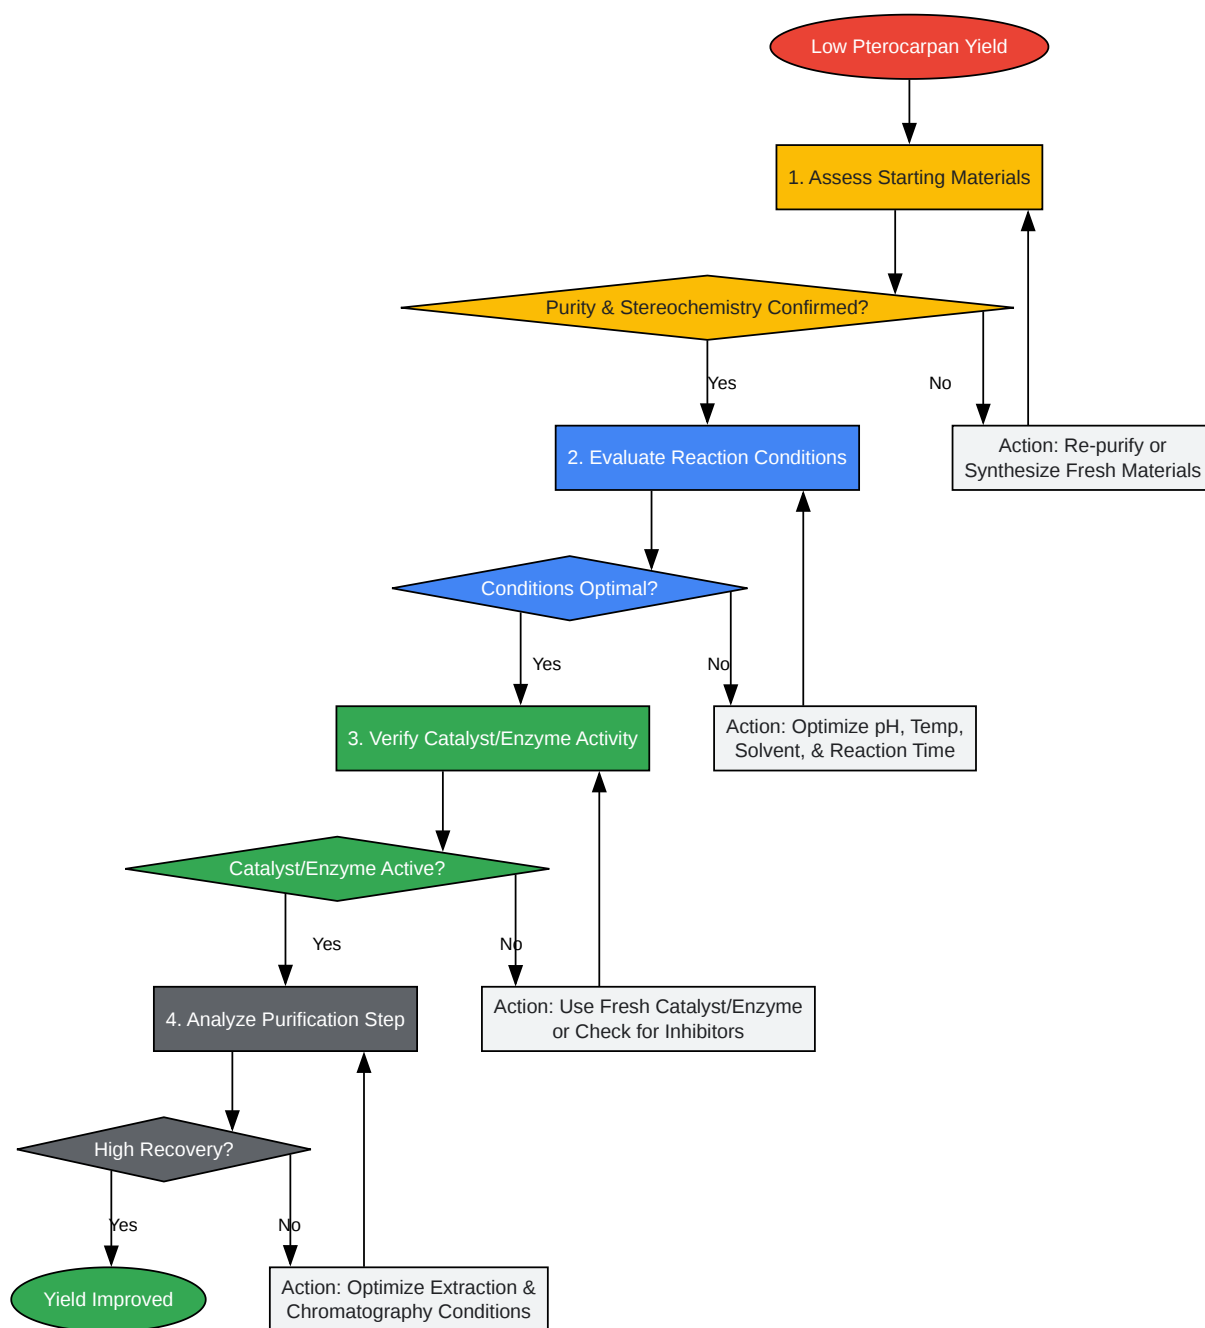 Low Pterocarpan Yield
1. Assess Starting Materials
Purity & Stereochemistry Confirmed?
Yes
No
2. Evaluate Reaction Conditions
Action: Re-purify or
Synthesize Fresh Materials
Conditions Optimal?
Yes
No
3. Verify Catalyst/Enzyme Activity
Action: Optimize pH, Temp,
Solvent, & Reaction Time
Catalyst/Enzyme Active?
Yes
No
4. Analyze Purification Step
Action: Use Fresh Catalyst/Enzyme
or Check for Inhibitors
High Recovery?
Yes
No
Yield Improved
Action: Optimize Extraction &
Chromatography Conditions